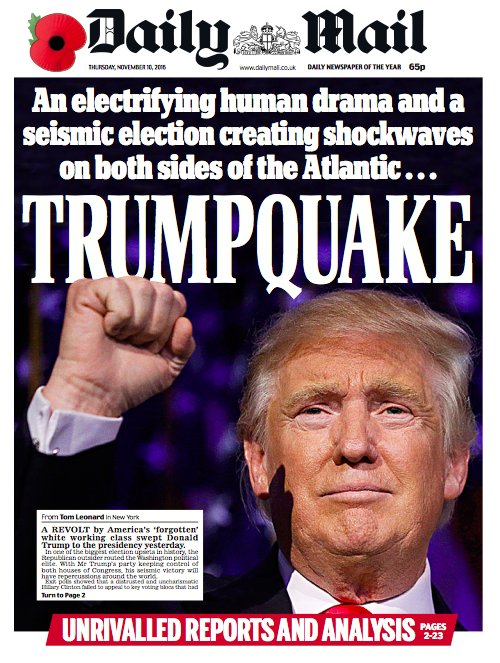 Daily Mail
THURSDAY, NOVEMBER 10, 2016
www.dailymail.co.uk
DAILY NEWSPAPER OF THE YEAR
65p
An electrifying human drama and a
seismic election creating shockwaves
on both sides of the Atlantic...
TRUMPQUAKE
From Tom Leonard in New York
A REVOLT by America's 'forgotten'
white working class swept Donald
Trump to the presidency yesterday.
In one of the biggest election upsets in history, the
Republican outsider routed the Washington political
elite. With Mr Trump's party keeping control of
both houses of Congress, his seismic victory will
have repercussions around the world.
Exit polls showed that a distrusted and uncharismatic
Hillary Clinton failed to appeal to key voting blocs that had
Turn to Page 2
UNRIVALLED REPORTS AND ANALYSIS
PAGES
2-23